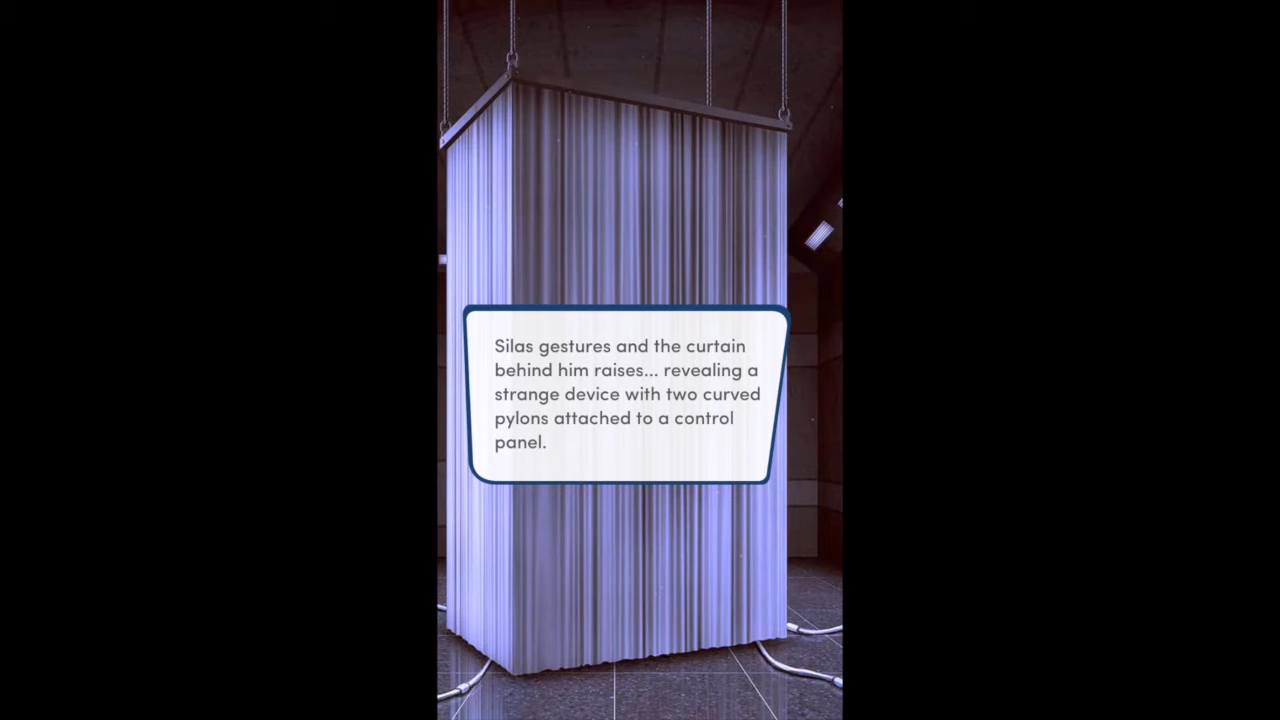 Silas gestures and the curtain
behind him raises... revealing a
strange device with two curved
pylons attached to a control
panel.